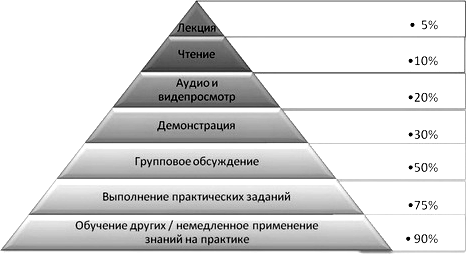 Лекция
• 5%
Чтение
•10%
Аудио и
видепросмотр
•20%
Демонстрация
•30%
Групповое обсуждение
•50%
Выполнение практических заданий
•75%
Обучение других / немедленное применение
знаний на практике
•90%